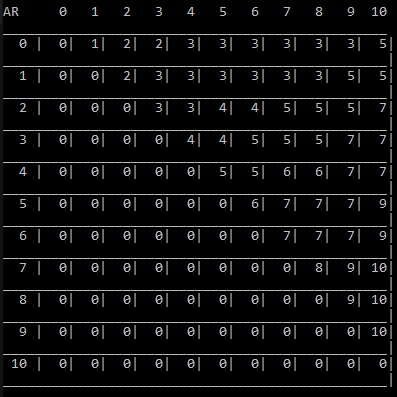 AR 0 1 2 3 4 5 6 7 8 9 10
0 | 0| 1| 2| 2| 3| 3| 3| 3| 3| 3| 5|
1 | 0| 0| 2| 3| 3| 3| 3| 3| 3| 5| 5|
2 | 0| 0| 0| 3| 3| 4| 4| 5| 5| 5| 7|
3 | 0| 0| 0| 0| 4| 4| 5| 5| 5| 7| 7|
4 | 0| 0| 0| 0| 0| 5| 5| 6| 6| 7| 7|
5 | 0| 0| 0| 0| 0| 0| 6| 7| 7| 7| 9|
6 | 0| 0| 0| 0| 0| 0| 0| 7| 7| 7| 9|
7 | 0| 0| 0| 0| 0| 0| 0| 0| 8| 9| 10|
8 | 0| 0| 0| 0| 0| 0| 0| 0| 0| 9| 10|
9 | 0| 0| 0| 0| 0| 0| 0| 0| 0| 0| 10|
10 | 0| 0| 0| 0| 0| 0| 0| 0| 0| 0| 0|